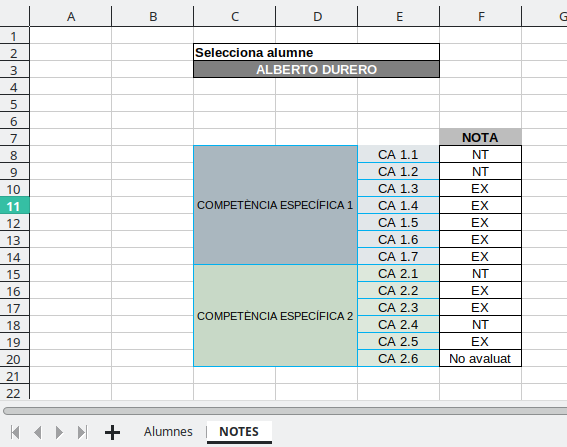 A B C D E F G
1
2 Selecciona alumne
3 ALBERTO DURERO
4
5
6
7 NOTA
8 CA 1.1 NT
9 CA 1.2 NT
10 CA 1.3 EX
11 COMPETÈNCIA ESPECÍFICA 1 CA 1.4 EX
12 CA 1.5 EX
13 CA 1.6 EX
14 CA 1.7 EX
15 CA 2.1 NT
16 CA 2.2 EX
17 COMPETÈNCIA ESPECÍFICA 2 CA 2.3 EX
18 CA 2.4 NT
19 CA 2.5 EX
20 CA 2.6 No avaluat
21
22
Alumnes NOTES